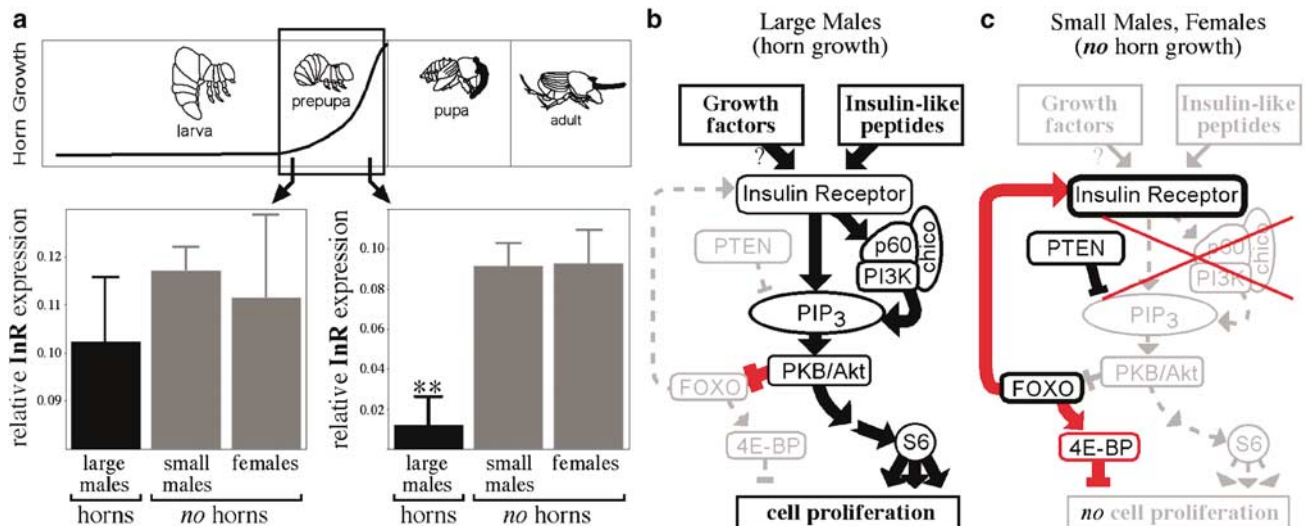 a
Horn Growth
larva
prepupa
pupa
adult
relative InR expression
0.12
0.11
0.10
0.09
large males
small males
females
horns
no horns
relative InR expression
0.10
0.08
0.06
0.04
0.02
**
large males
small males
females
horns
no horns
b
Large Males
(horn growth)
Growth
factors
Insulin-like
peptides
?
Insulin Receptor
PTEN
p60
PI3K
chico
PIP3
PKB/Akt
FOXO
4E-BP
S6
cell proliferation
c
Small Males, Females
(no horn growth)
Growth
factors
Insulin-like
peptides
?
Insulin Receptor
PTEN
p60
PI3K
chico
PIP3
PKB/Akt
FOXO
4E-BP
S6
no cell proliferation